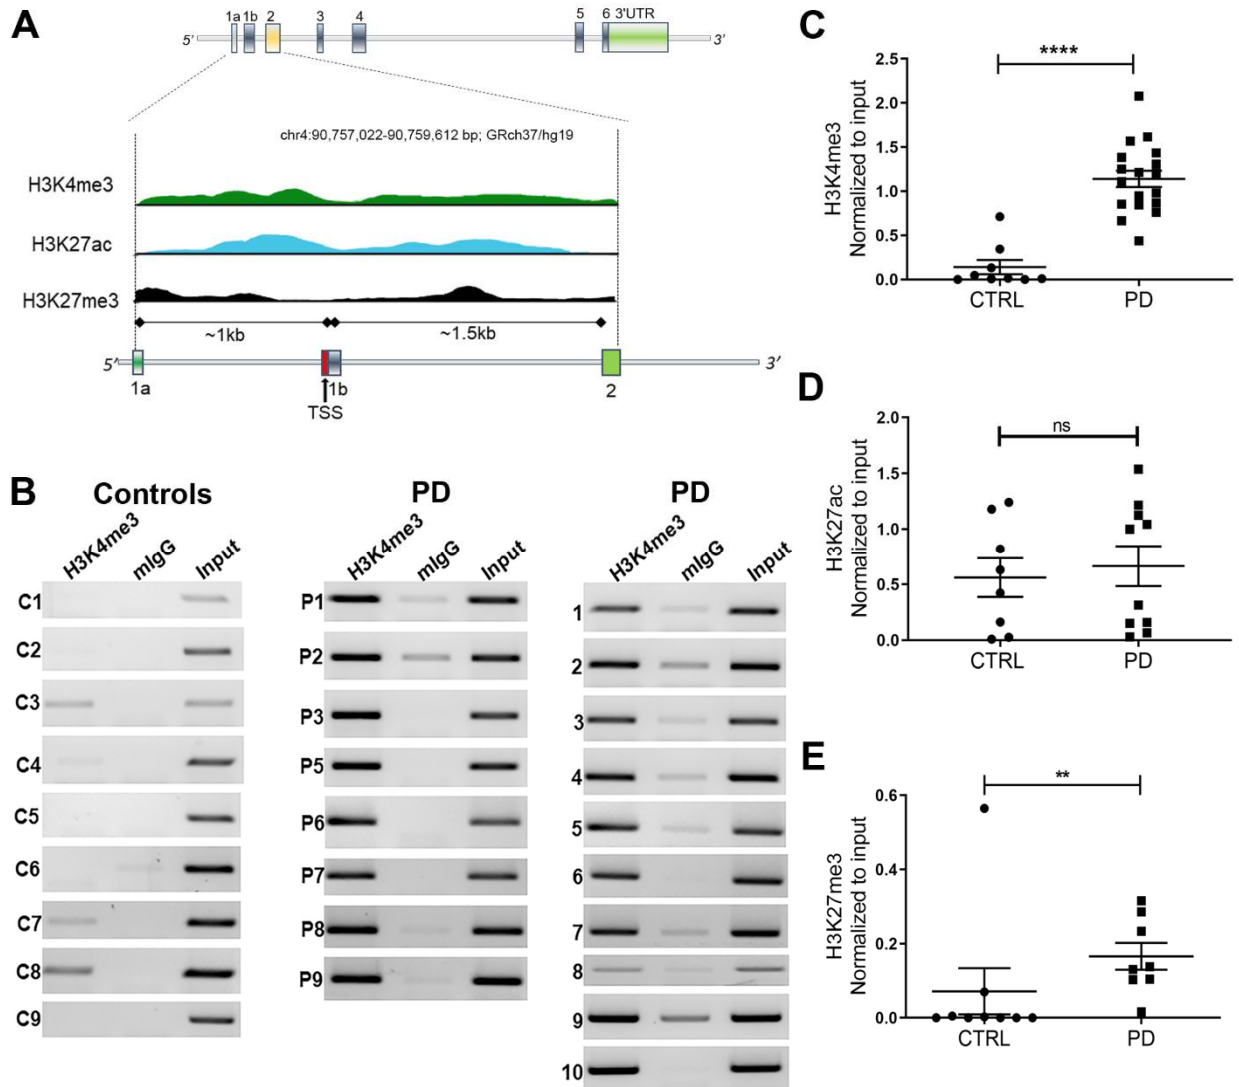 A
1a 1b 2 3 4 5 6 3'UTR
5' 3'
chr4:90,757,022-90,759,612 bp; GRch37/hg19
H3K4me3
H3K27ac
H3K27me3
~1kb ~1.5kb
5' 3'
1a 1b 2
TSS
B
Controls
H3K4me3 mIgG Input
C1
C2
C3
C4
C5
C6
C7
C8
C9
PD
H3K4me3 mIgG Input
P1
P2
P3
P5
P6
P7
P8
P9
PD
H3K4me3 mIgG Input
1
2
3
4
5
6
7
8
9
10
C
H3K4me3
Normalized to input
****
2.5
2.0
1.5
1.0
0.5
0.0
CTRL PD
D
H3K27ac
Normalized to input
ns
2.0
1.5
1.0
0.5
0.0
CTRL PD
E
H3K27me3
Normalized to input
**
0.6
0.4
0.2
0.0
CTRL PD